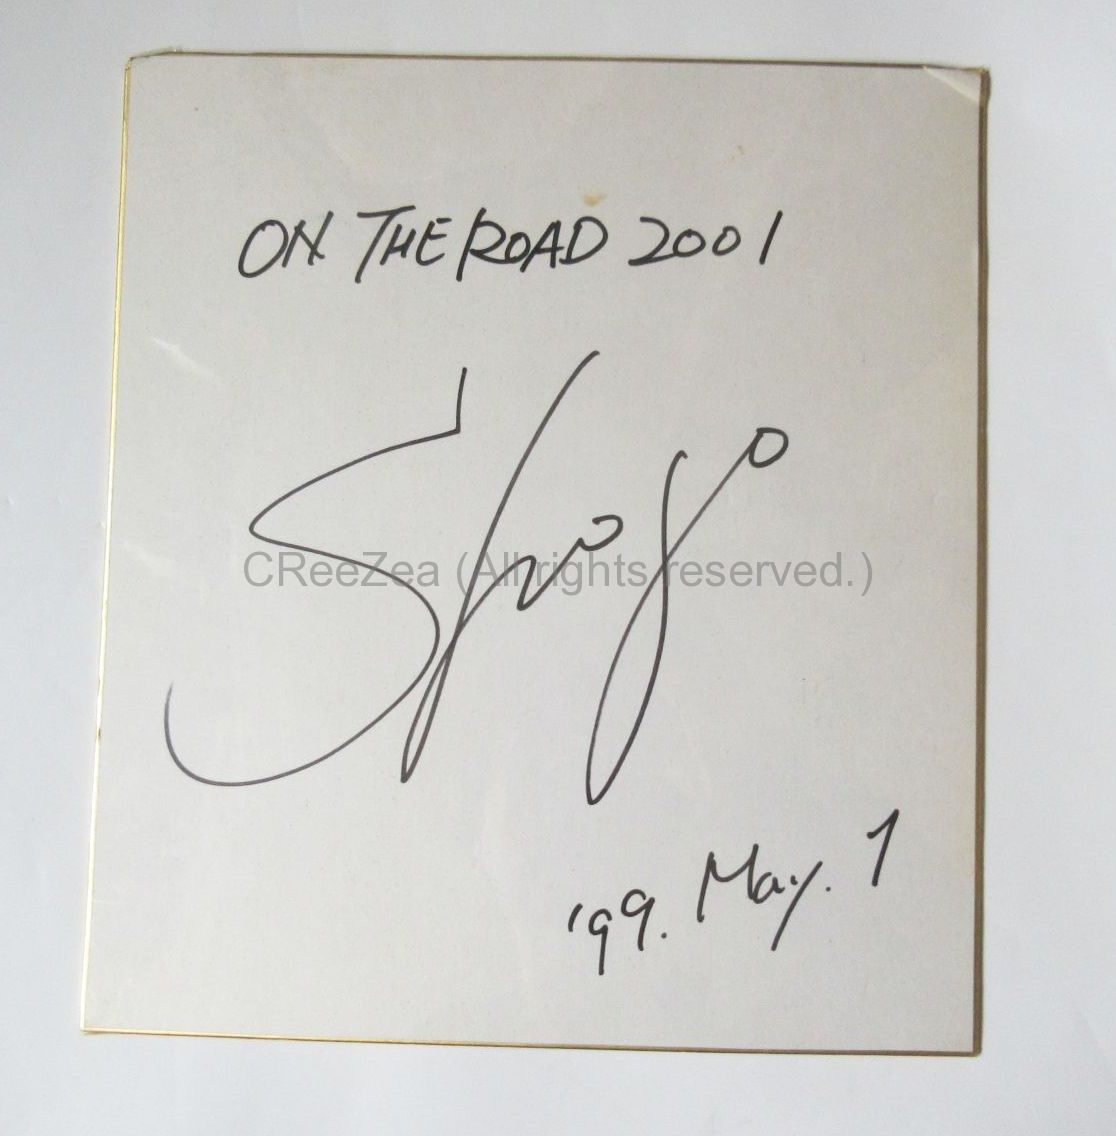 ON THE ROAD 2001
Shogo
CReeZea (All rights reserved.)
'99. May. 1